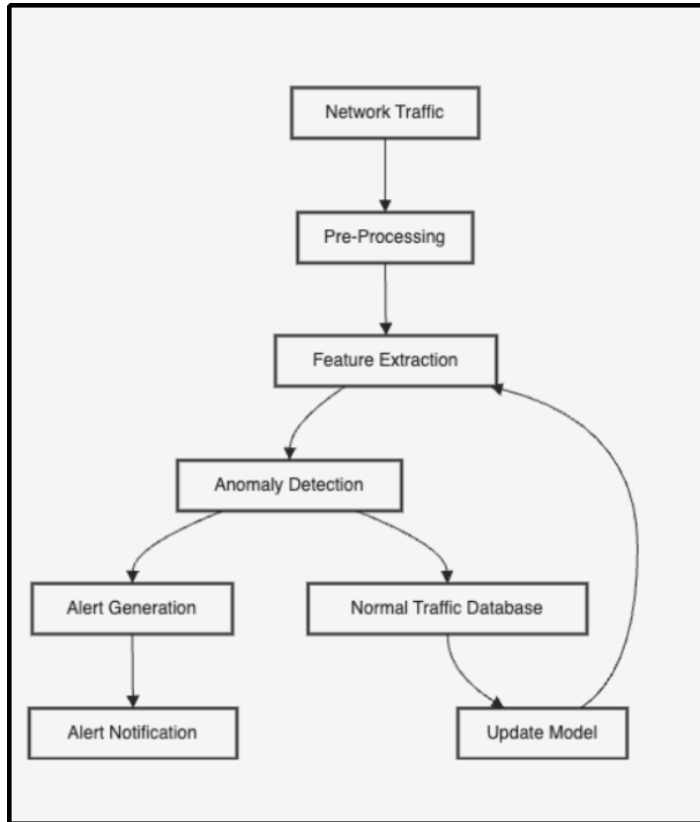 Network Traffic
Pre-Processing
Feature Extraction
Anomaly Detection
Alert Generation
Normal Traffic Database
Alert Notification
Update Model